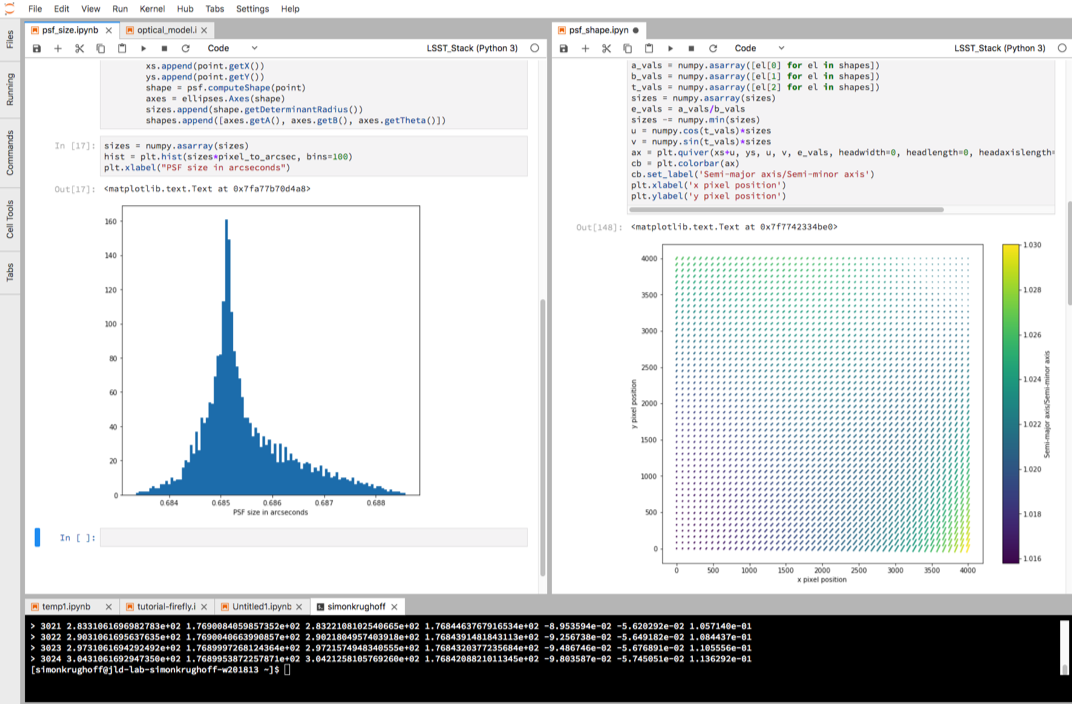 File Edit View Run Kernel Hub Tabs Settings Help
Files
Running
Commands
Cell Tools
Tabs
psf_size.ipynb
optical_model.i
Code
LSST_Stack (Python 3)
xs.append(point.getX())
ys.append(point.getY())
shape = psf.computeShape(point)
axes = ellipses.Axes(shape)
sizes.append(shape.getDeterminantRadius())
shapes.append([axes.getA(), axes.getB(), axes.getTheta()])
In [17]:
sizes = numpy.asarray(sizes)
hist = plt.hist(sizes*pixel_to_arcsec, bins=100)
plt.xlabel("PSF size in arcseconds")
Out[17]: <matplotlib.text.Text at 0x7fa77b70d4a8>
160
140
120
100
80
60
40
20
0
0.684 0.685 0.686 0.687 0.688
PSF size in arcseconds
In [ ]:
psf_shape.ipyn
Code
LSST_Stack (Python 3)
a_vals = numpy.asarray([el[0] for el in shapes])
b_vals = numpy.asarray([el[1] for el in shapes])
t_vals = numpy.asarray([el[2] for el in shapes])
sizes = numpy.asarray(sizes)
e_vals = a_vals/b_vals
sizes -= numpy.min(sizes)
u = numpy.cos(t_vals)*sizes
v = numpy.sin(t_vals)*sizes
ax = plt.quiver(xs*u, ys, u, v, e_vals, headwidth=0, headlength=0, headaxislength=
cb = plt.colorbar(ax)
cb.set_label('Semi-major axis/Semi-minor axis')
plt.xlabel('x pixel position')
plt.ylabel('y pixel position')
Out[148]: <matplotlib.text.Text at 0x7f7742334be0>
4000
3500
3000
2500
2000
1500
1000
500
0
y pixel position
0 500 1000 1500 2000 2500 3000 3500 4000
x pixel position
1.030
1.028
1.026
1.024
1.022
1.020
1.018
1.016
Semi-major axis/Semi-minor axis
temp1.ipynb
tutorial-firefly.i
Untitled1.ipynb
simonkrughoff
> 3021 2.8331061696982783e+02 1.7690084059857352e+02 2.8322108102540665e+02 1.7684463767916534e+02 -8.953594e-02 -5.620292e-02 1.057140e-01
> 3022 2.9031061695637635e+02 1.7690040663990857e+02 2.9021804957403918e+02 1.7684391481843113e+02 -9.256738e-02 -5.649182e-02 1.084437e-01
> 3023 2.9731061694292492e+02 1.7689997268124364e+02 2.9721574948340555e+02 1.7684320377235684e+02 -9.486746e-02 -5.676891e-02 1.105556e-01
> 3024 3.0431061692947350e+02 1.7689953872257871e+02 3.0421258105769260e+02 1.7684208821011345e+02 -9.803587e-02 -5.745051e-02 1.136292e-01
[simonkrughoff@jld-lab-simonkrughoff-w201813 ~]$